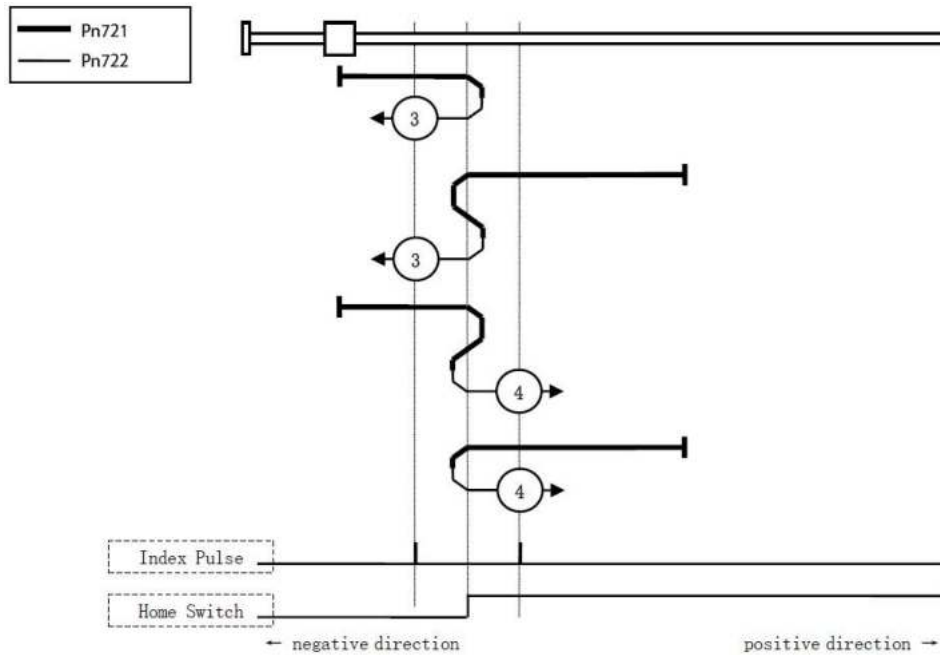 Pn721
Pn722
3
3
4
4
Index Pulse
Home Switch
← negative direction
positive direction →